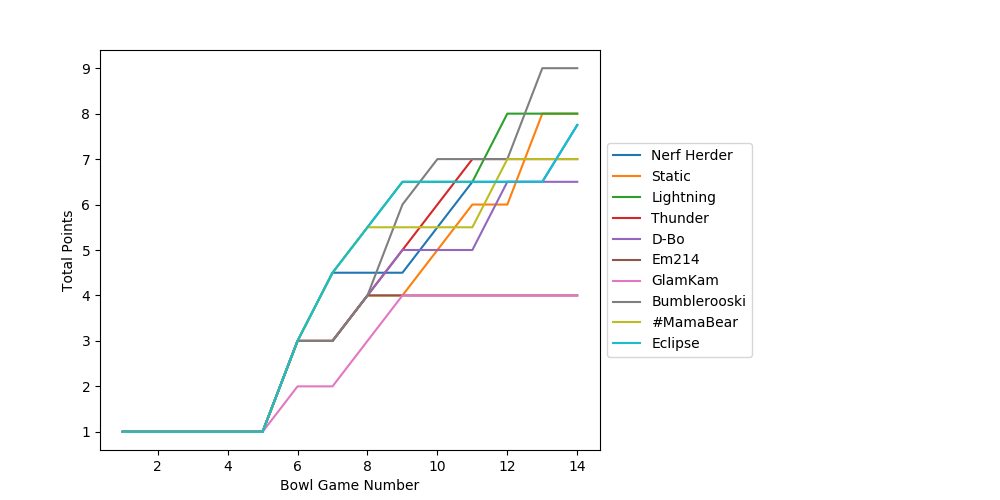 9
8
7
6
5
4
3
2
1
Total Points
2 4 6 8 10 12 14
Bowl Game Number
Nerf Herder
Static
Lightning
Thunder
D-Bo
Em214
GlamKam
Bumblerooski
#MamaBear
Eclipse